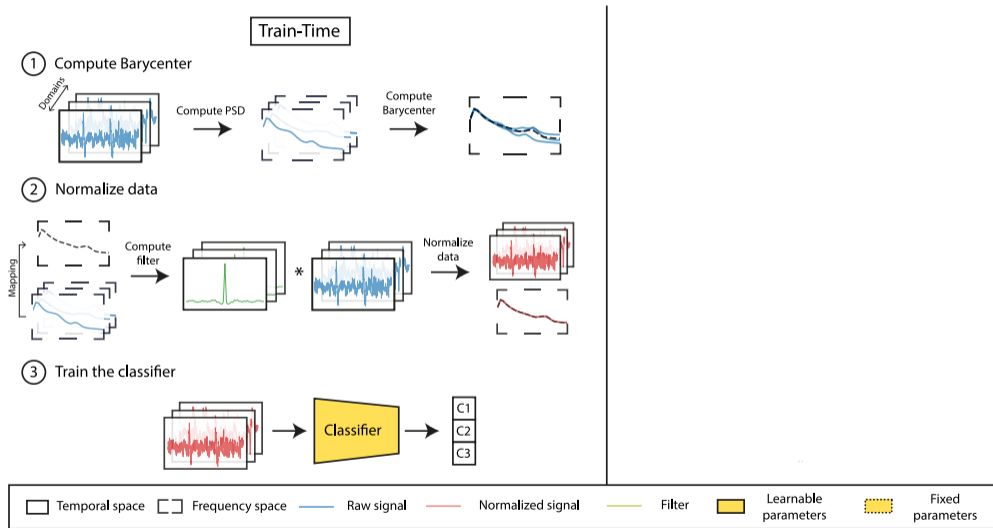 Train-Time
1 Compute Barycenter
Domains
Compute PSD
Compute
Barycenter
2 Normalize data
Mapping
Compute
filter
*
Normalize
data
3 Train the classifier
Classifier
C1
C2
C3
Temporal space
Frequency space
Raw signal
Normalized signal
Filter
Learnable
parameters
Fixed
parameters